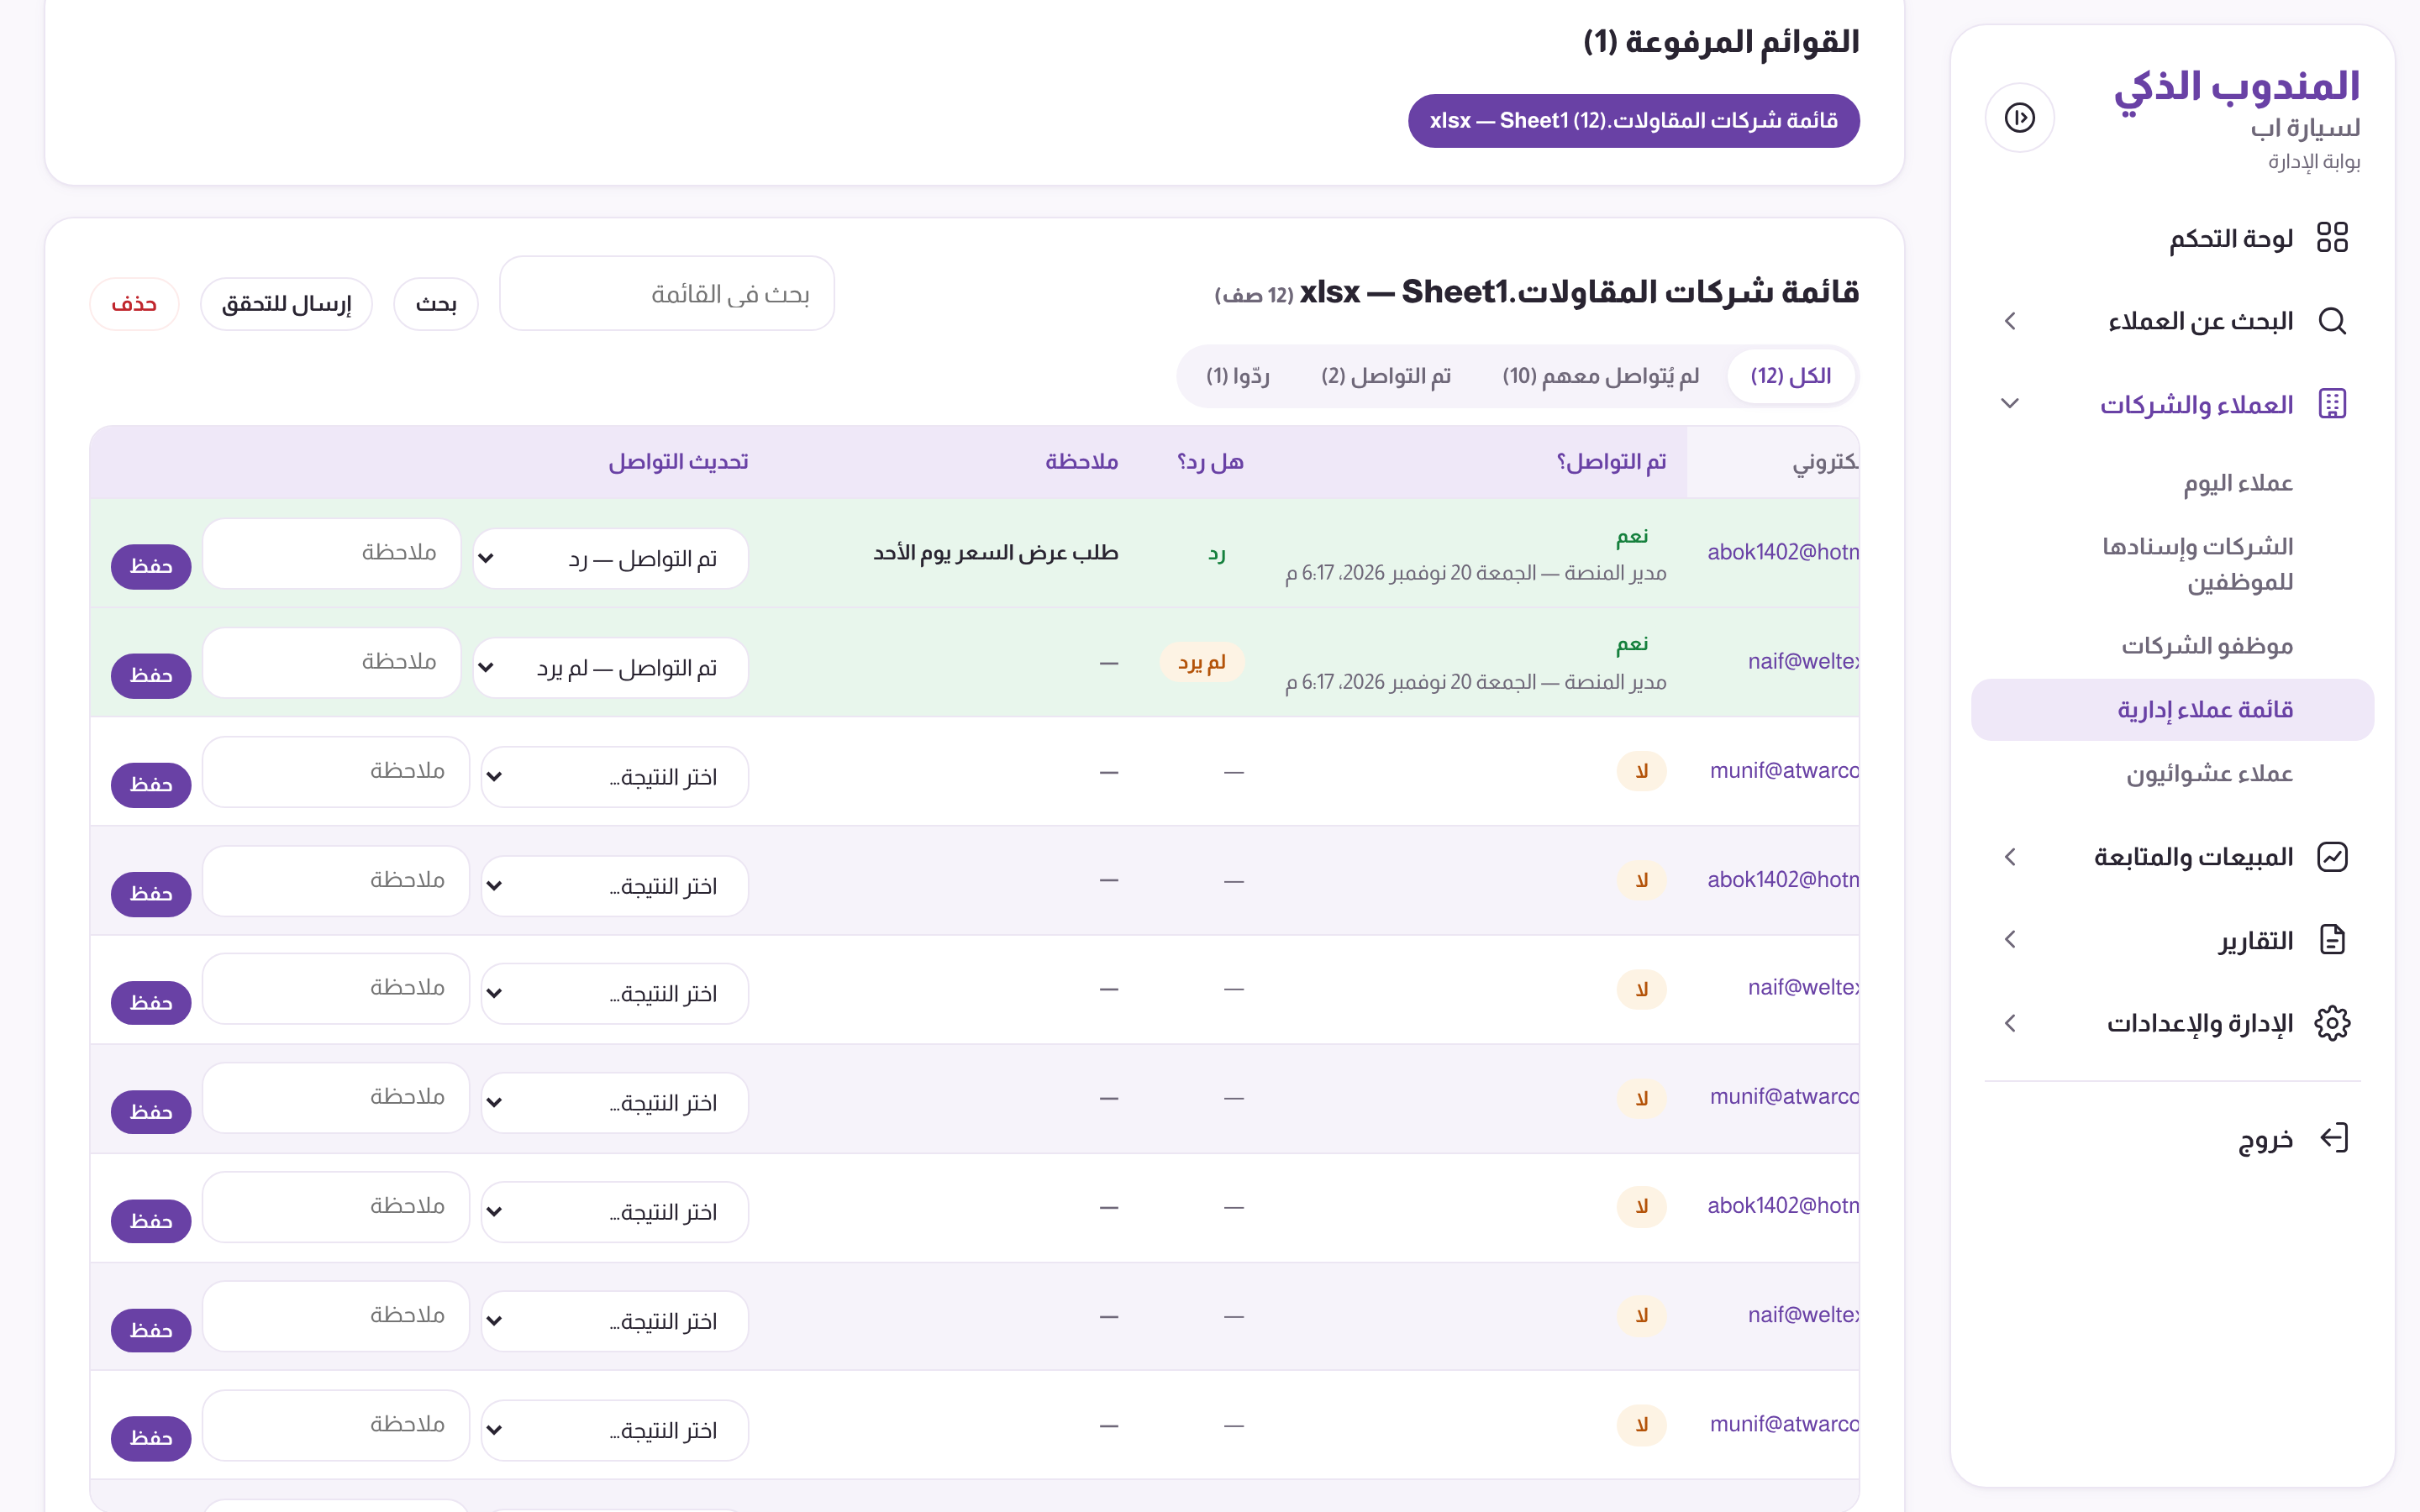 المندوب الذكي
لسيارة اب
بوابة الإدارة
لوحة التحكم
البحث عن العملاء
العملاء والشركات
عملاء اليوم
الشركات وإسنادها
للموظفين
موظفو الشركات
قائمة عملاء إدارية
عملاء عشوائيون
المبيعات والمتابعة
التقارير
الإدارة والإعدادات
خروج
القوائم المرفوعة (1)
قائمة شركات المقاولات.xlsx — Sheet1 (12)
قائمة شركات المقاولات.xlsx — Sheet1 (12 صف)
بحث في القائمة
بحث
إرسال للتحقق
حذف
الكل (12) لم يُتواصل معهم (10) تم التواصل (2) ردّوا (1)
كتروني تم التواصل؟ هل رد؟ ملاحظة تحديث التواصل
abok1402@hotm نعم رد طلب عرض السعر يوم الأحد تم التواصل — رد ملاحظة حفظ
مدير المنصة — الجمعة 20 نوفمبر 2026، 6:17 م
naif@weltex نعم لم يرد — تم التواصل — لم يرد ملاحظة حفظ
مدير المنصة — الجمعة 20 نوفمبر 2026، 6:17 م
munif@atwarco لا — — اختر النتيجة... ملاحظة حفظ
abok1402@hotm لا — — اختر النتيجة... ملاحظة حفظ
naif@weltex لا — — اختر النتيجة... ملاحظة حفظ
munif@atwarco لا — — اختر النتيجة... ملاحظة حفظ
abok1402@hotm لا — — اختر النتيجة... ملاحظة حفظ
naif@weltex لا — — اختر النتيجة... ملاحظة حفظ
munif@atwarco لا — — اختر النتيجة... ملاحظة حفظ